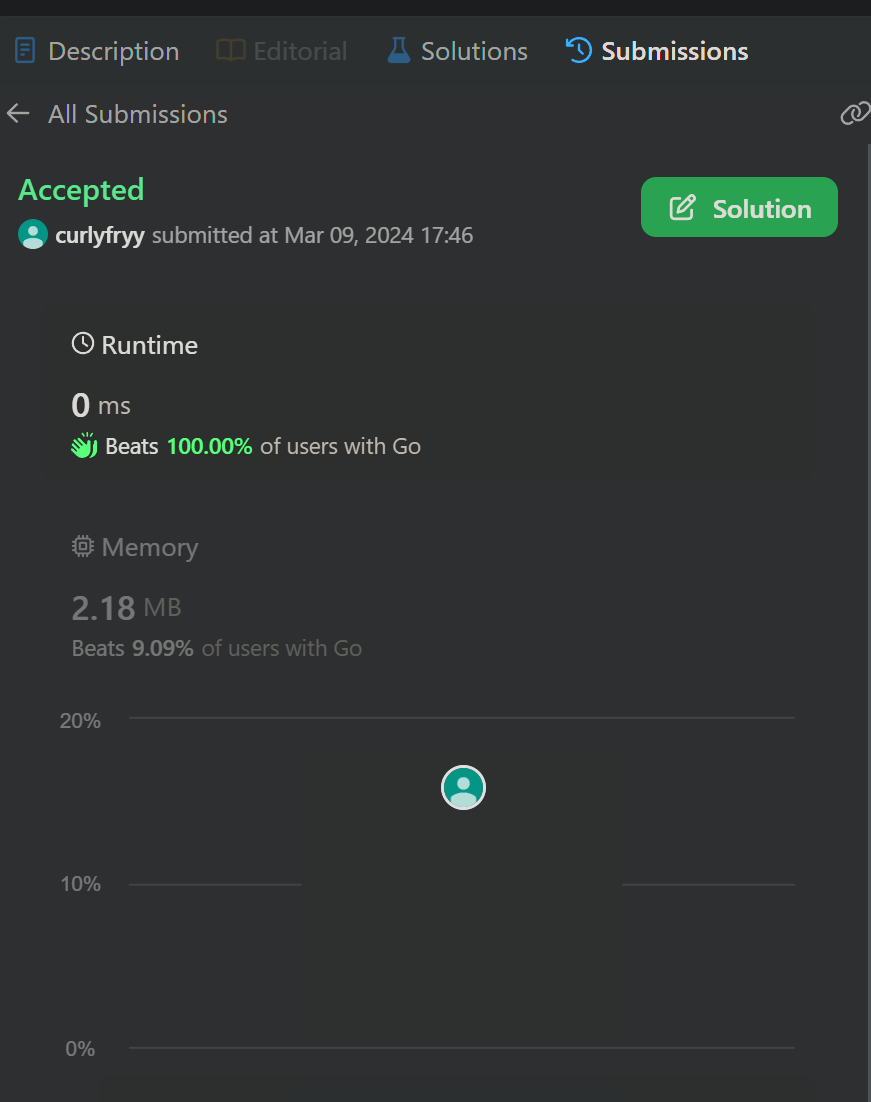 Description Editorial Solutions Submissions
All Submissions
Accepted
Solution
curlyfryy submitted at Mar 09, 2024 17:46
Runtime
0 ms
Beats 100.00% of users with Go
Memory
2.18 MB
Beats 9.09% of users with Go
20%
10%
0%